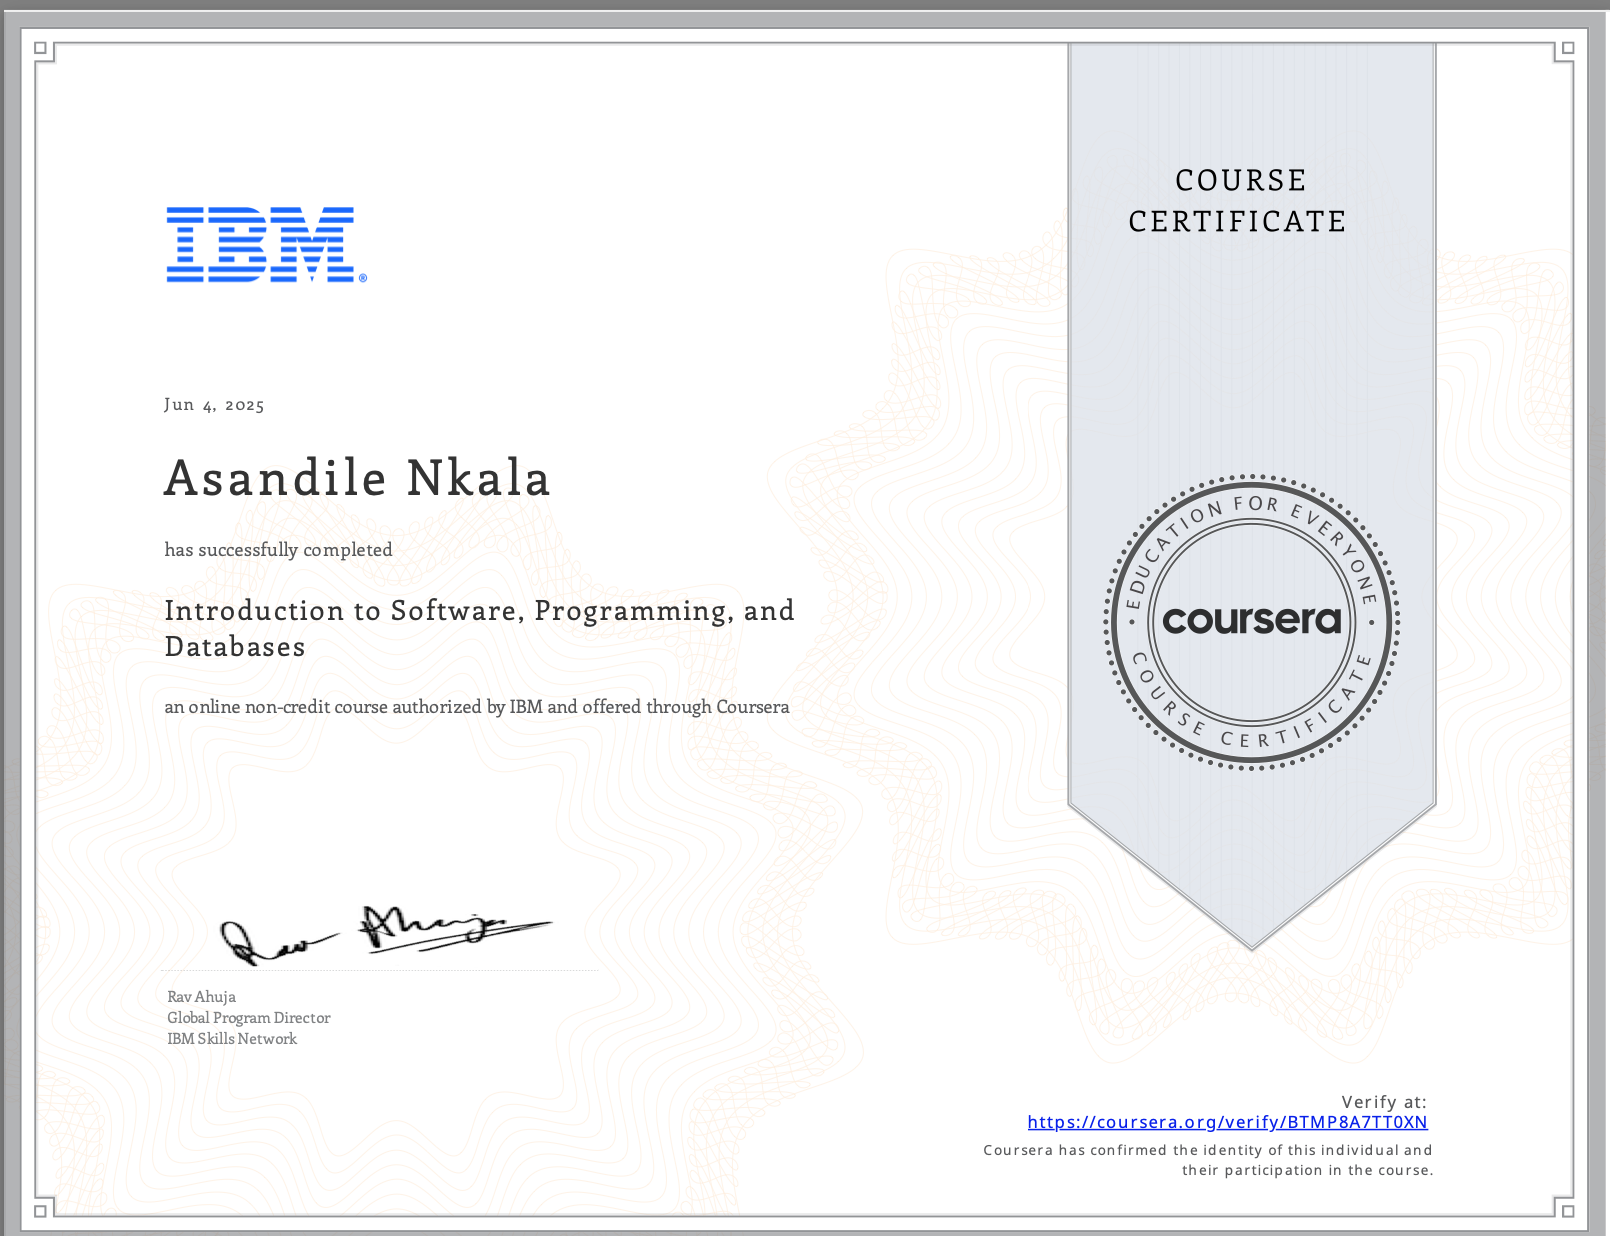 IBM®
Jun 4, 2025
Asandile Nkala
has successfully completed
Introduction to Software, Programming, and
Databases
an online non-credit course authorized by IBM and offered through Coursera
Rav Ahuja
Rav Ahuja
Global Program Director
IBM Skills Network
COURSE
CERTIFICATE
EDUCATION FOR EVERYONE
coursera
COURSE CERTIFICATE
Verify at:
https://coursera.org/verify/BTMP8A7TT0XN
Coursera has confirmed the identity of this individual and
their participation in the course.